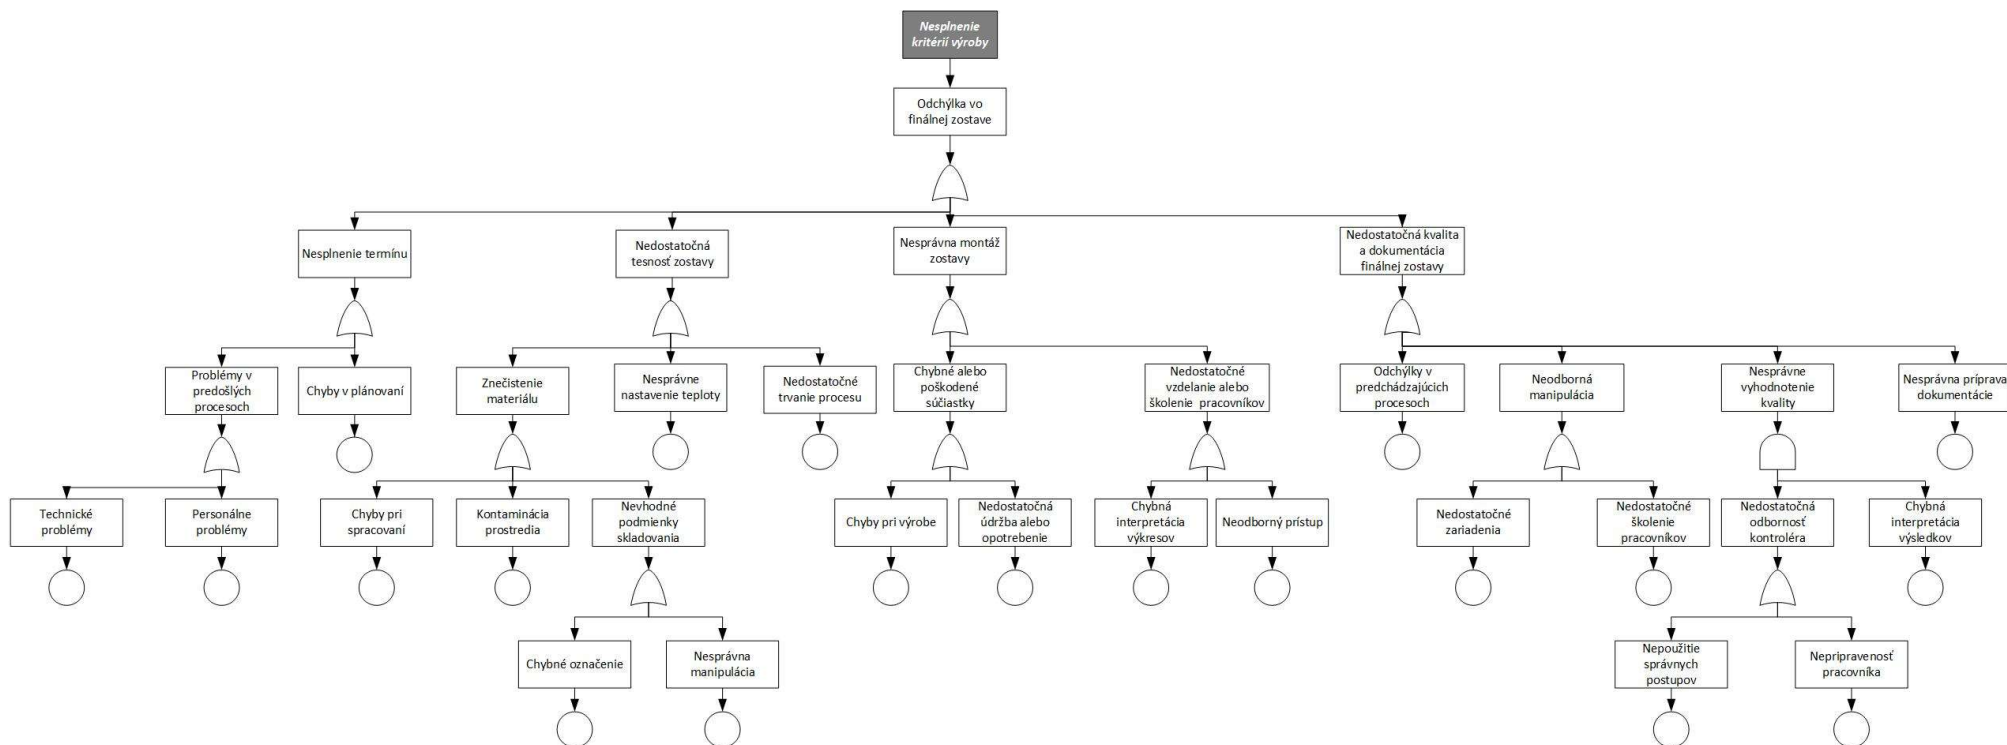 Nesplnenie
kritérií výroby
Odchýlka vo
finálnej zostave
Nesplnenie termínu
Nedostatočná
tesnosť zostavy
Nesprávna montáž
zostavy
Nedostatočná kvalita
a dokumentácia
finálnej zostavy
Problémy v
predošlých
procesoch
Chyby v plánovaní
Znečistenie
materiálu
Nesprávne
nastavenie teploty
Nedostatočné
trvanie procesu
Chybné alebo
poškodené
súčiastky
Nedostatočné
vzdelanie alebo
školenie pracovníkov
Odchýlky v
predchádzajúcich
procesoch
Neodborná
manipulácia
Nesprávne
vyhodnotenie
kvality
Nesprávna príprava
dokumentácie
Technické
problémy
Personálne
problémy
Chyby pri
spracovaní
Kontaminácia
prostredia
Nevhodné
podmienky
skladovania
Chyby pri výrobe
Nedostatočná
údržba alebo
opotrebenie
Chybná
interpretácia
výkresov
Neodborný prístup
Nedostatočné
zariadenia
Nedostatočné
školenie
pracovníkov
Nedostatočná
odbornosť
kontroléra
Chybná
interpretácia
výsledkov
Chybné označenie
Nesprávna
manipulácia
Nepoužitie
správnych
postupov
Nepripravenosť
pracovníka